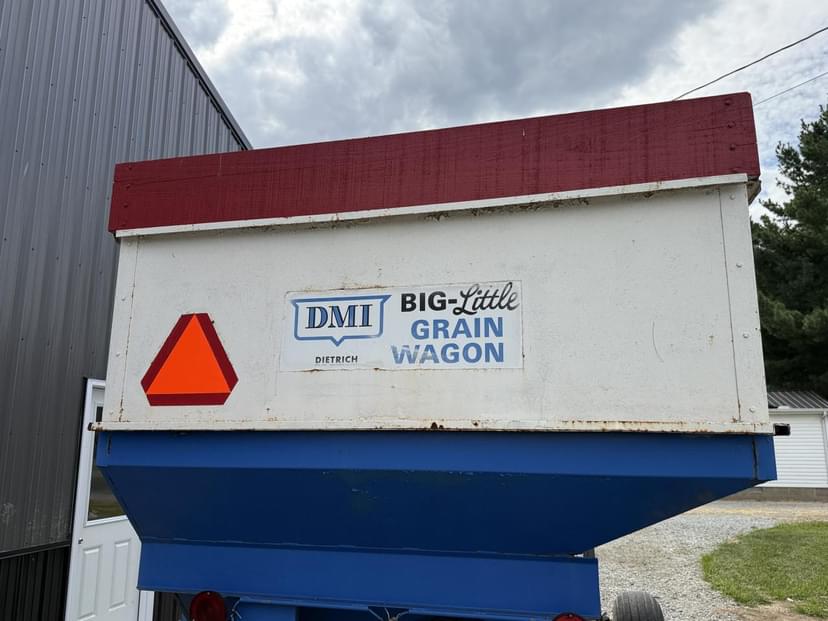 DMI
DIETRICH
BIG-Little
GRAIN
WAGON